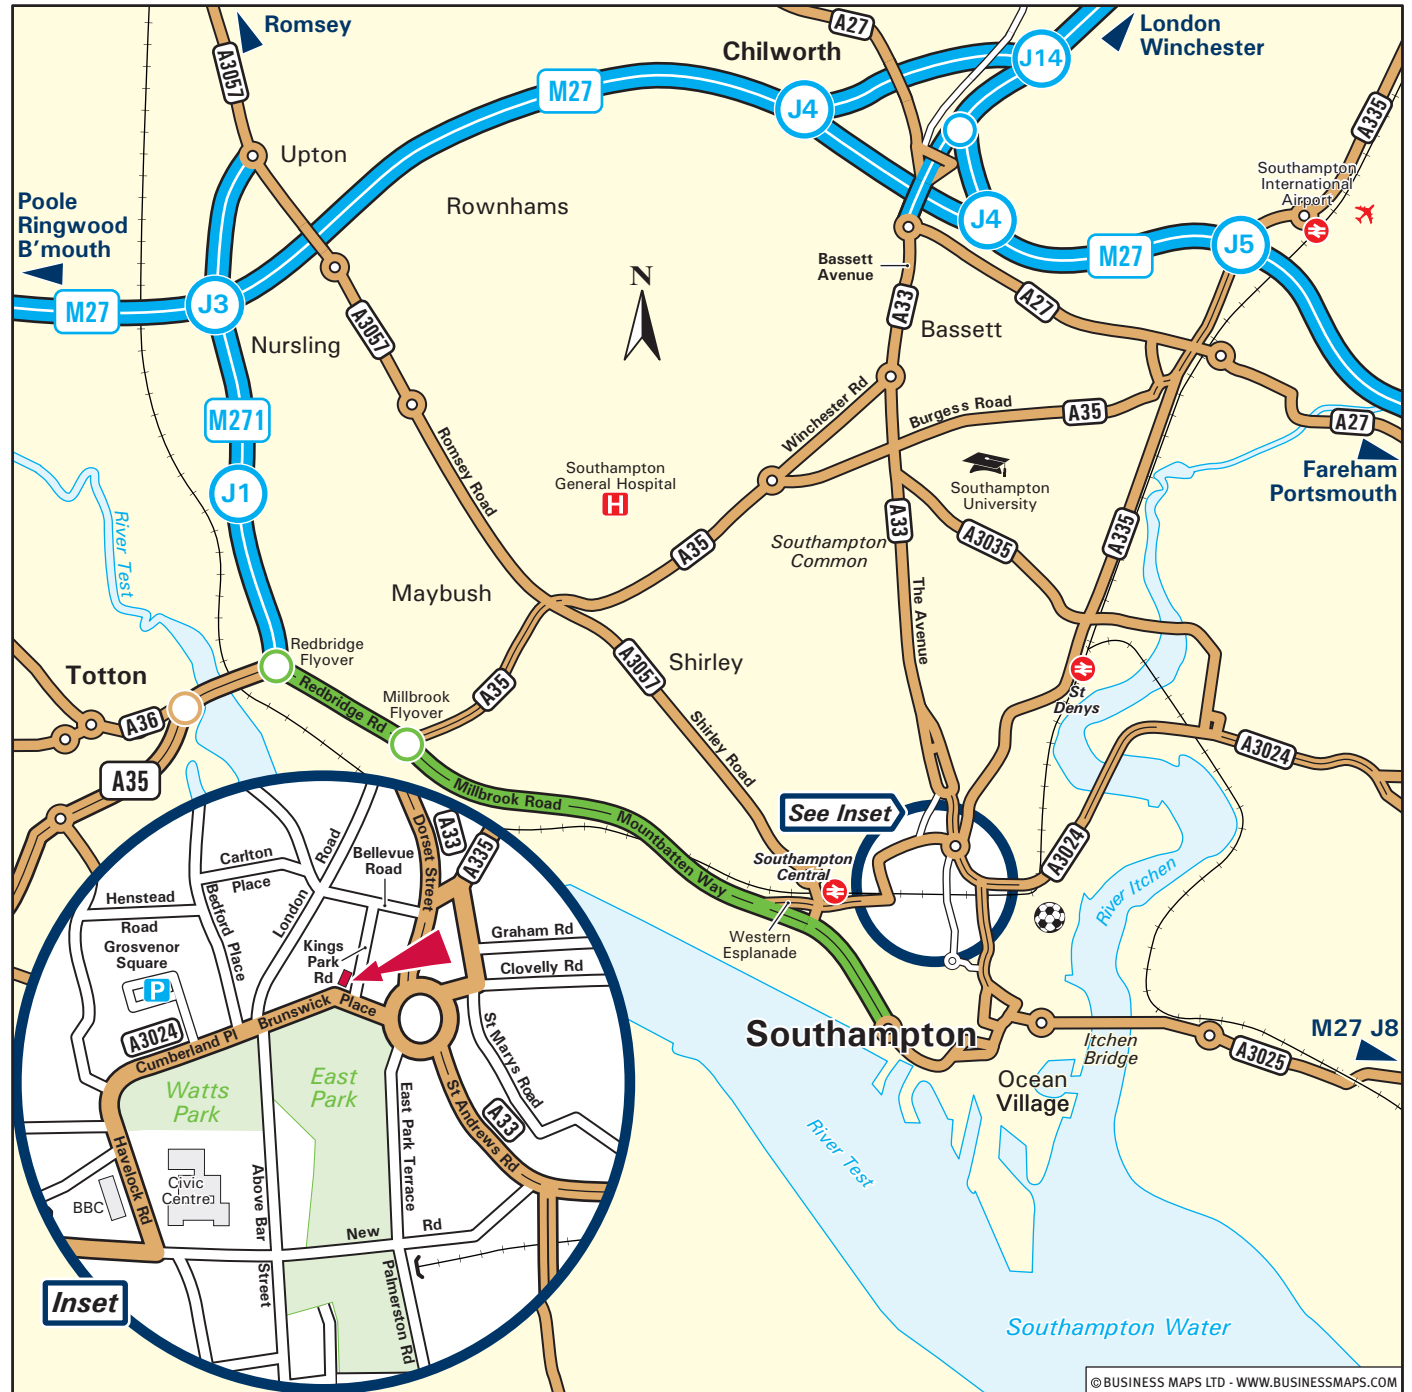 Romsey
A27
Chilworth
London
Winchester
J14
A3057
M27
J4
A335
Upton
Southampton
International
Airport
Poole
Ringwood
B'mouth
Rownhams
J4
J5
M27
Bassett
Avenue
M27
J3
N
A33
A27
A3057
Nursling
Bassett
M271
Winchester Rd
Burgess Road
A35
A27
Fareham
Portsmouth
Romsey Road
Southampton
General Hospital
H
J1
Southampton
University
River Test
A33
A3035
A335
A35
Southampton
Common
Maybush
The Avenue
Redbridge
Flyover
A3057
Shirley
Totton
Redbridge Rd
A35
Millbrook
Flyover
St
Denys
A36
Shirley Road
A3024
A35
Millbrook Road
See Inset
Mountbatten Way
Southampton
Central
A3024
River Itchen
Western
Esplanade
Southampton
Itchen
Bridge
A3025
M27 J8
Ocean
Village
River Test
Southampton Water
Dorset Street
A33
A335
Carlton
Place
Road
London
Bellevue
Road
Henstead
Road
Bedford Place
Grosvenor
Square
P
Kings
Park
Rd
Graham Rd
Clovelly Rd
A3024
Cumberland Pl
Brunswick
Place
St Marys Road
Watts
Park
East
Park
East Park Terrace
St Andrews Rd
A33
Havelock Rd
Civic
Centre
BBC
Above Bar
Street
New
Rd
Palmerston Rd
Inset
© BUSINESS MAPS LTD - WWW.BUSINESSMAPS.COM